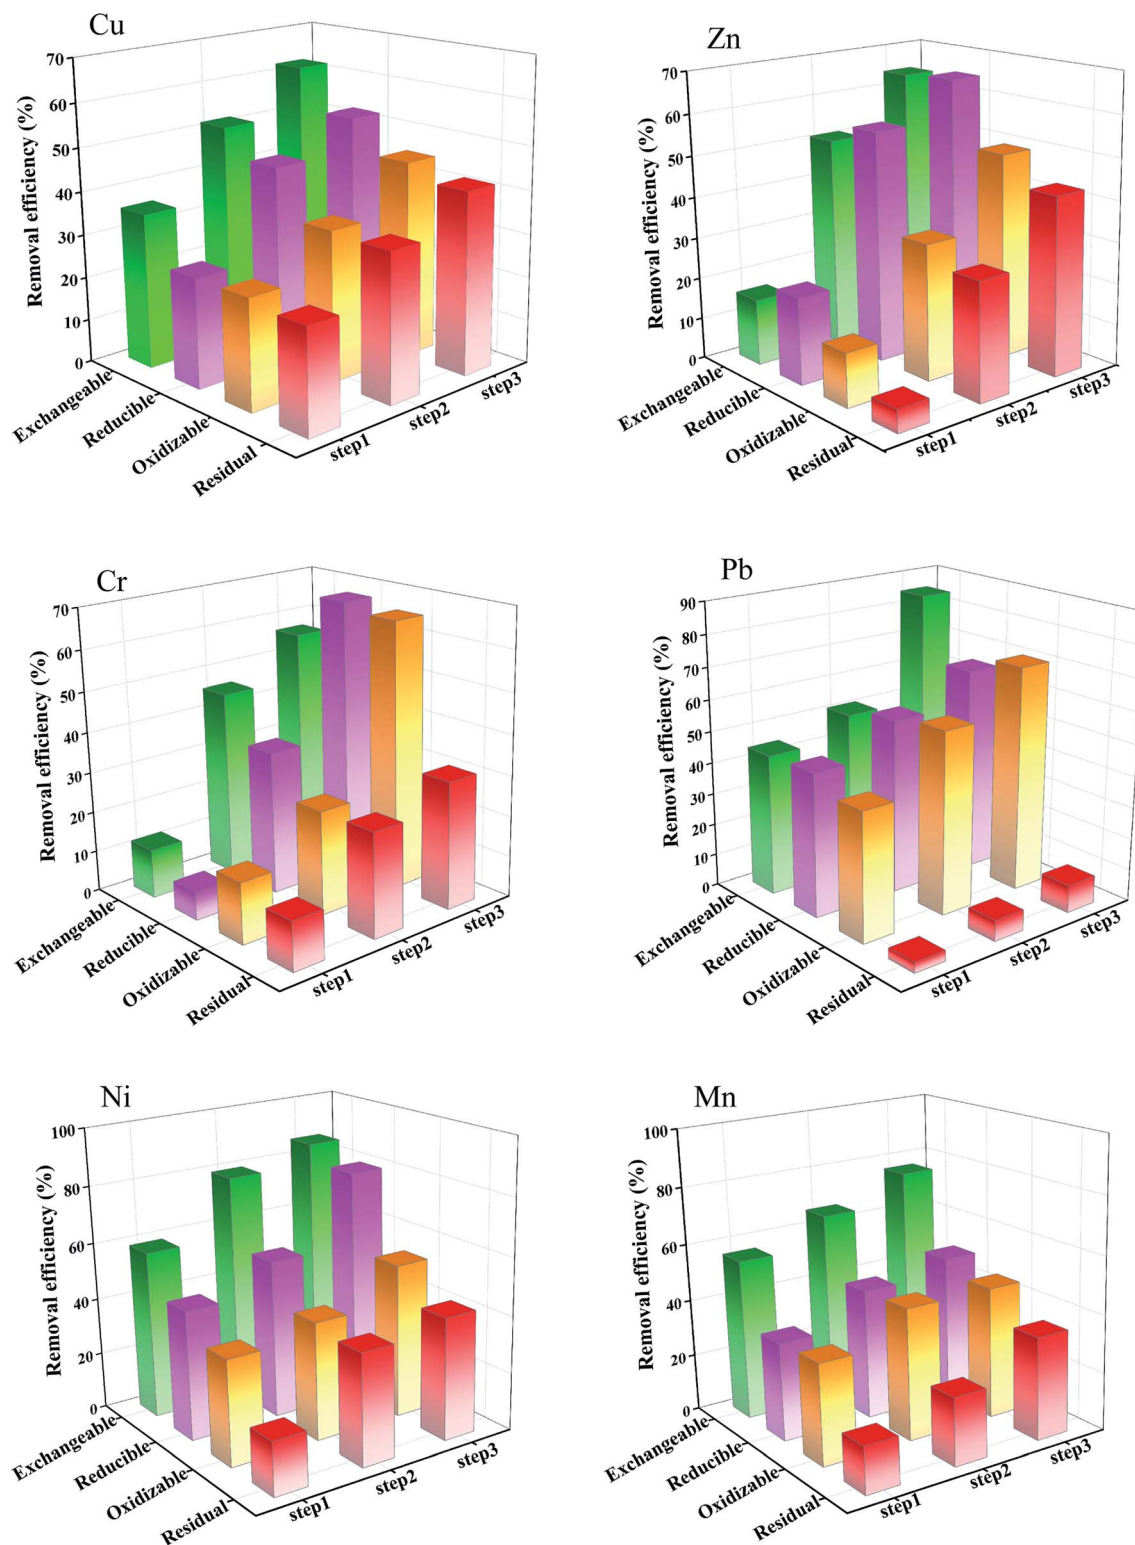 Cu
Removal efficiency (%)
70
60
50
40
30
20
10
0
Exchangeable
Reducible
Oxidizable
Residual
step1
step2
step3
Zn
Removal efficiency (%)
70
60
50
40
30
20
10
0
Exchangeable
Reducible
Oxidizable
Residual
step1
step2
step3
Cr
Removal efficiency (%)
70
60
50
40
30
20
10
0
Exchangeable
Reducible
Oxidizable
Residual
step1
step2
step3
Pb
Removal efficiency (%)
90
80
70
60
50
40
30
20
10
0
Exchangeable
Reducible
Oxidizable
Residual
step1
step2
step3
Ni
Removal efficiency (%)
100
80
60
40
20
0
Exchangeable
Reducible
Oxidizable
Residual
step1
step2
step3
Mn
Removal efficiency (%)
100
80
60
40
20
0
Exchangeable
Reducible
Oxidizable
Residual
step1
step2
step3